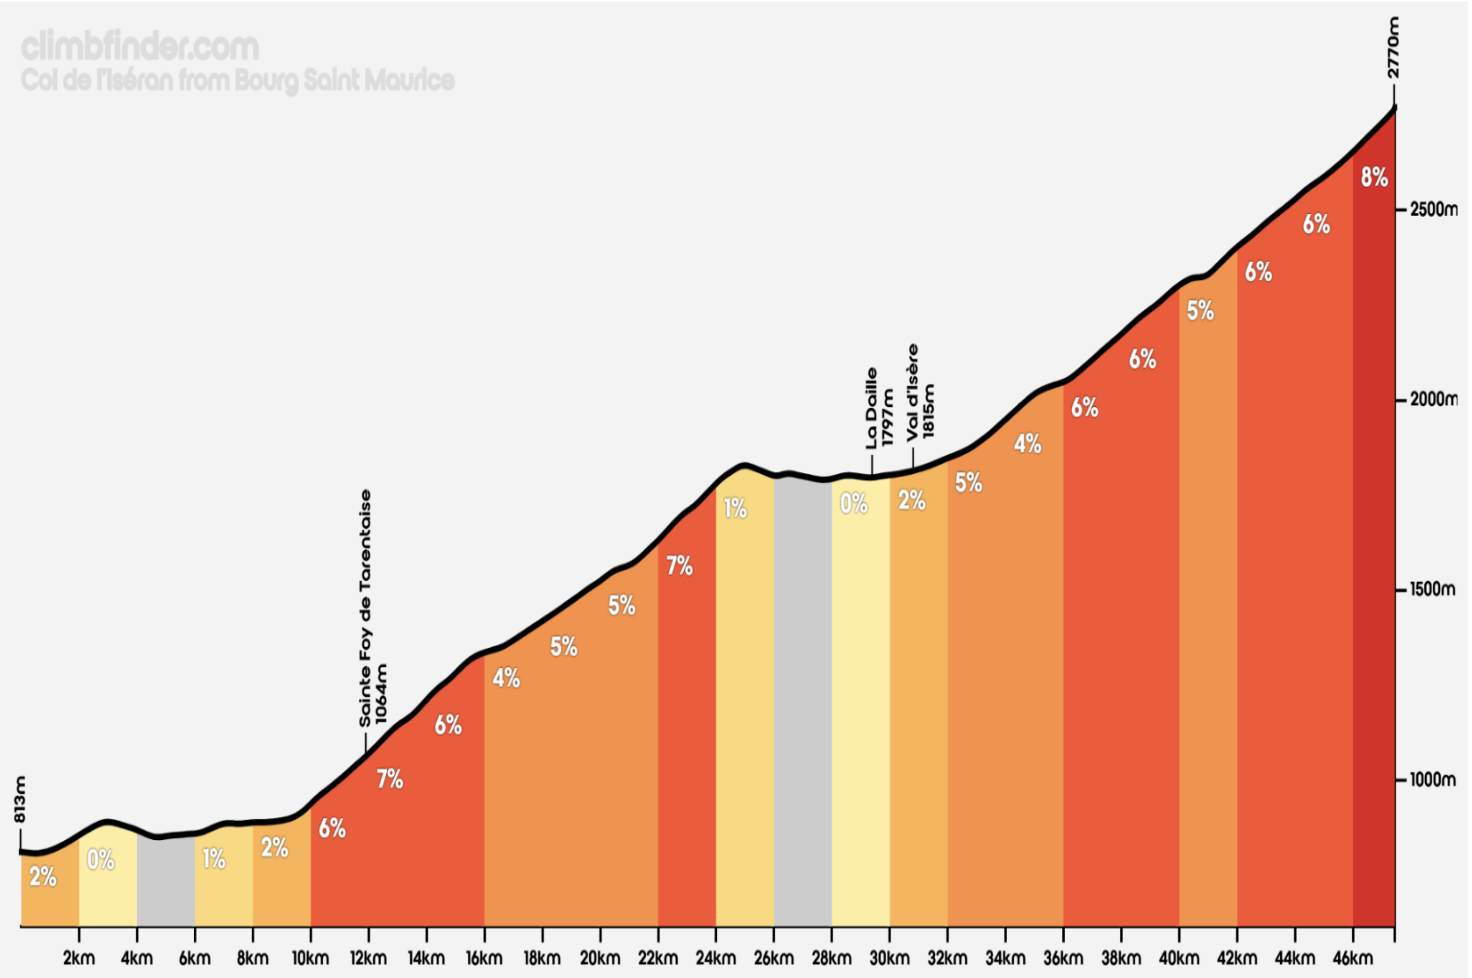 climbfinder.com
Col de l'Iséran from Bourg Saint Maurice
813m
Sainte Foy de Tarentaise
1064m
La Daille
1797m
Val d'Isère
1815m
2770m
2500m
2000m
1500m
1000m
2%
0%
1%
2%
6%
7%
6%
4%
5%
5%
7%
1%
0%
2%
5%
4%
6%
6%
5%
6%
6%
8%
2km 4km 6km 8km 10km 12km 14km 16km 18km 20km 22km 24km 26km 28km 30km 32km 34km 36km 38km 40km 42km 44km 46km